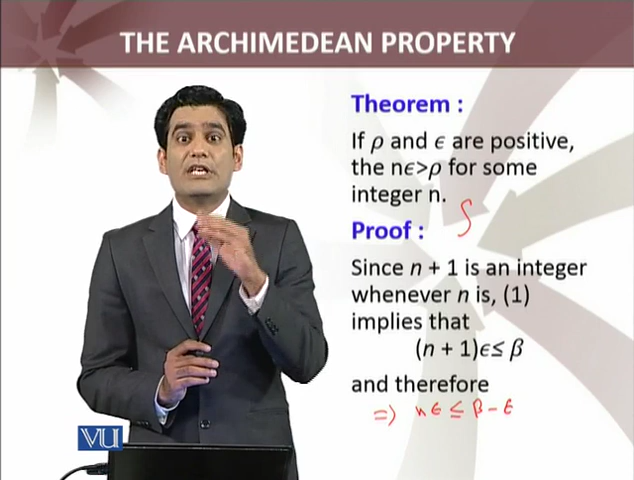 THE ARCHIMEDEAN PROPERTY
Theorem :
If ρ and ϵ are positive,
the nϵ>ρ for some
integer n.
S
Proof :
Since n + 1 is an integer
whenever n is, (1)
implies that
(n + 1)ϵ≤ β
and therefore
=> nϵ ≤ β - ϵ
VU